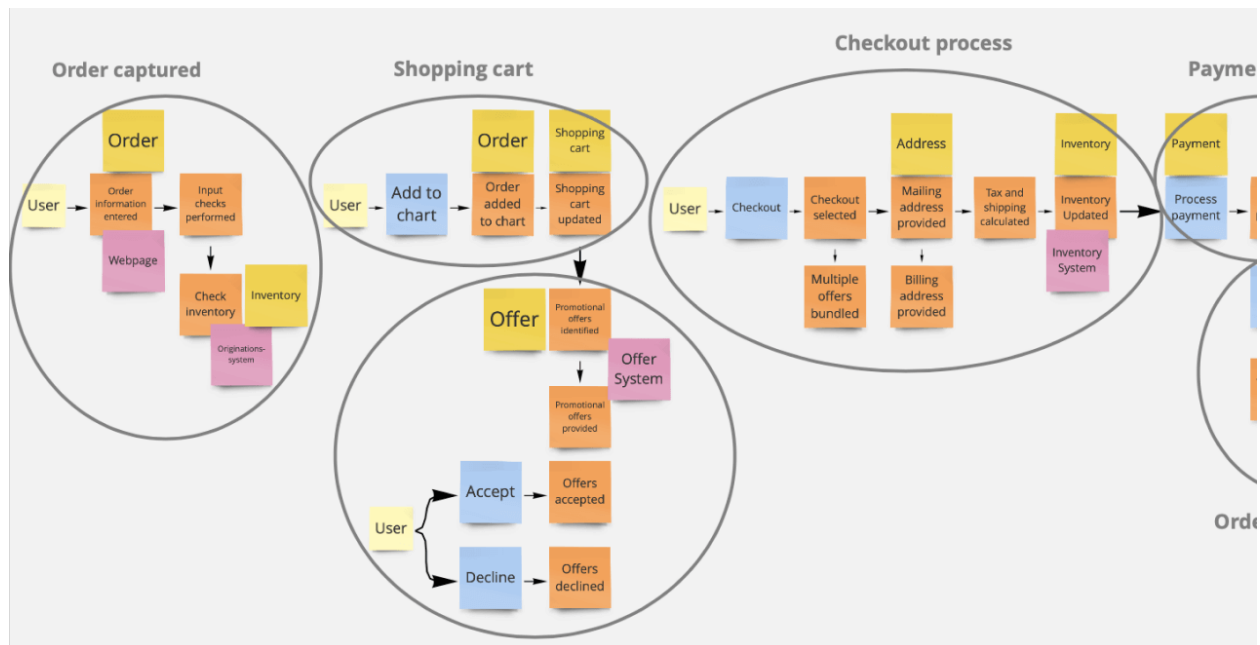 Order captured
Order
User
Order
information
entered
Input
checks
performed
Webpage
Check
inventory
Inventory
Originations-
system
Shopping cart
Order
Shopping
cart
User
Add to
chart
Order
added
to chart
Shopping
cart
updated
Offer
Promotional
offers
identified
Offer
System
Promotional
offers
provided
User
Accept
Offers
accepted
Decline
Offers
declined
Checkout process
Address
Inventory
User
Checkout
Checkout
selected
Mailing
address
provided
Tax and
shipping
calculated
Inventory
Updated
Multiple
offers
bundled
Billing
address
provided
Inventory
System
Payme
Payment
Process
payment
Orde